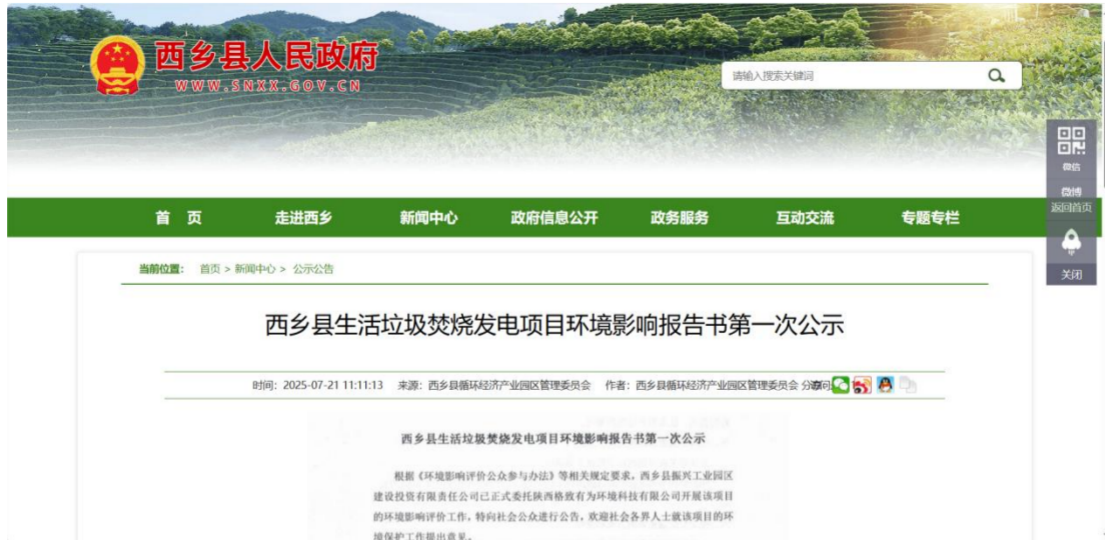 西乡县人民政府
WWW.SNXX.GOV.CN
请输入搜索关键词
微信
微博
返回首页
关闭
首 页 走进西乡 新闻中心 政府信息公开 政务服务 互动交流 专题专栏
当前位置： 首页 > 新闻中心 > 公示公告
西乡县生活垃圾焚烧发电项目环境影响报告书第一次公示
时间：2025-07-21 11:11:13 来源：西乡县循环经济产业园区管理委员会 作者：西乡县循环经济产业园区管理委员会
西乡县生活垃圾焚烧发电项目环境影响报告书第一次公示
根据《环境影响评价公众参与办法》等相关规定要求，西乡县振兴工业园区
建设投资有限责任公司已正式委托陕西格致有为环境科技有限公司开展该项目
的环境影响评价工作，特向社会公众进行公告，欢迎社会各界人士就该项目的环
境保护工作提出意见。